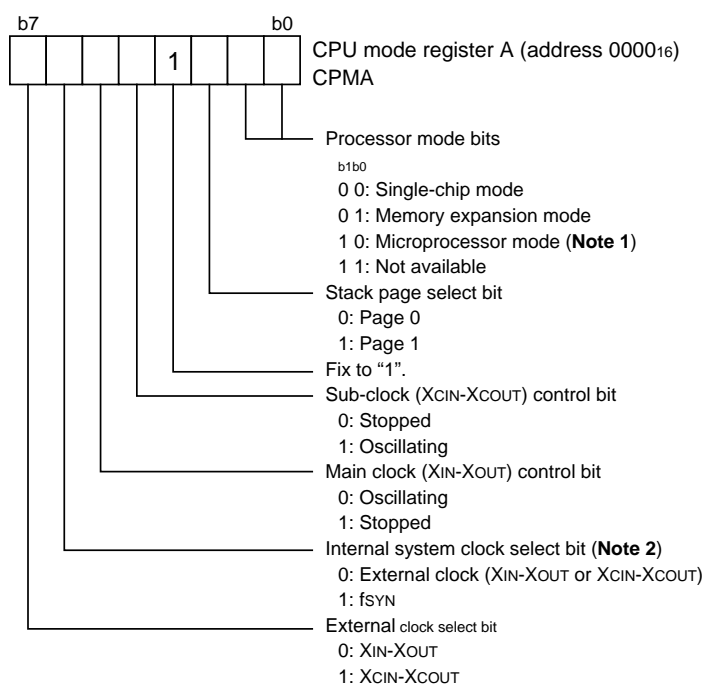 b7 b0
1
CPU mode register A (address 0000₁₆)
CPMA
Processor mode bits
b1b0
0 0: Single-chip mode
0 1: Memory expansion mode
1 0: Microprocessor mode (Note 1)
1 1: Not available
Stack page select bit
0: Page 0
1: Page 1
Fix to “1”.
Sub-clock (XCIN-XCOUT) control bit
0: Stopped
1: Oscillating
Main clock (XIN-XOUT) control bit
0: Oscillating
1: Stopped
Internal system clock select bit (Note 2)
0: External clock (XIN-XOUT or XCIN-XCOUT)
1: fSYN
External clock select bit
0: XIN-XOUT
1: XCIN-XCOUT